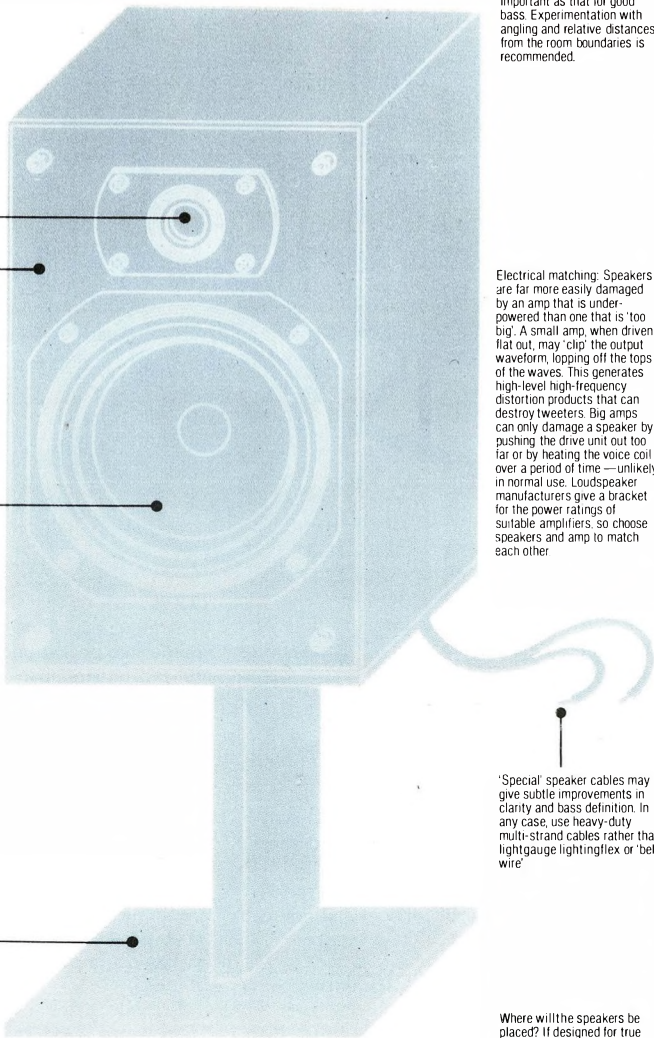 important as that for good
bass. Experimentation with
angling and relative distances
from the room boundaries is
recommended.
Electrical matching: Speakers
are far more easily damaged
by an amp that is under-
powered than one that is 'too
big'. A small amp, when driven
flat out, may 'clip' the output
waveform, lopping off the tops
of the waves. This generates
high-level high-frequency
distortion products that can
destroy tweeters. Big amps
can only damage a speaker by
pushing the drive unit out too
far or by heating the voice coil
over a period of time — unlikely
in normal use. Loudspeaker
manufacturers give a bracket
for the power ratings of
suitable amplifiers, so choose
speakers and amp to match
each other
'Special' speaker cables may
give subtle improvements in
clarity and bass definition. In
any case, use heavy-duty
multi-strand cables rather tha
lightgauge lightingflex or 'bel
wire'
Where willthe speakers be
placed? If designed for true